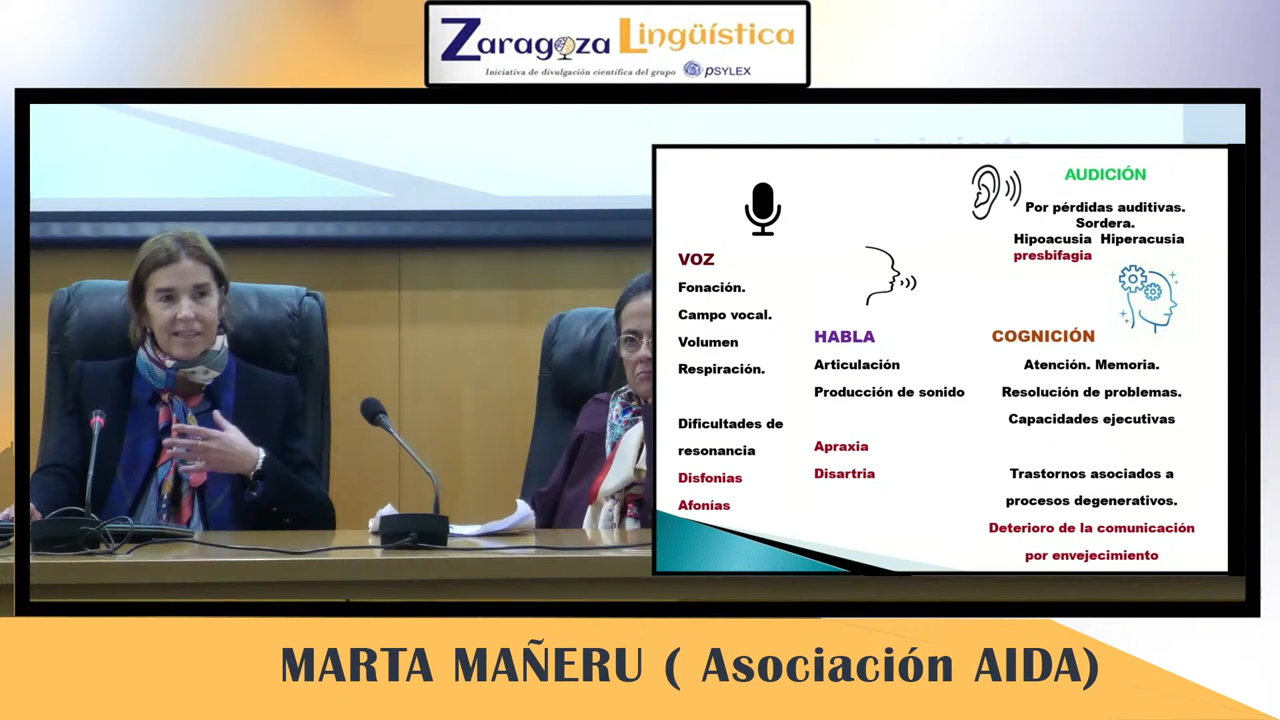 Zaragoza Lingüística
Iniciativa de divulgación científica del grupo PSYLEX
AUDICIÓN
Por pérdidas auditivas.
Sordera.
Hipoacusia Hiperacusia
presbifagia
VOZ
Fonación.
Campo vocal.
Volumen
Respiración.
Dificultades de
resonancia
Disfonias
Afonías
HABLA
Articulación
Producción de sonido
Apraxia
Disartria
COGNICIÓN
Atención. Memoria.
Resolución de problemas.
Capacidades ejecutivas
Trastornos asociados a
procesos degenerativos.
Deterioro de la comunicación
por envejecimiento
MARTA MAÑERU ( Asociación AIDA)